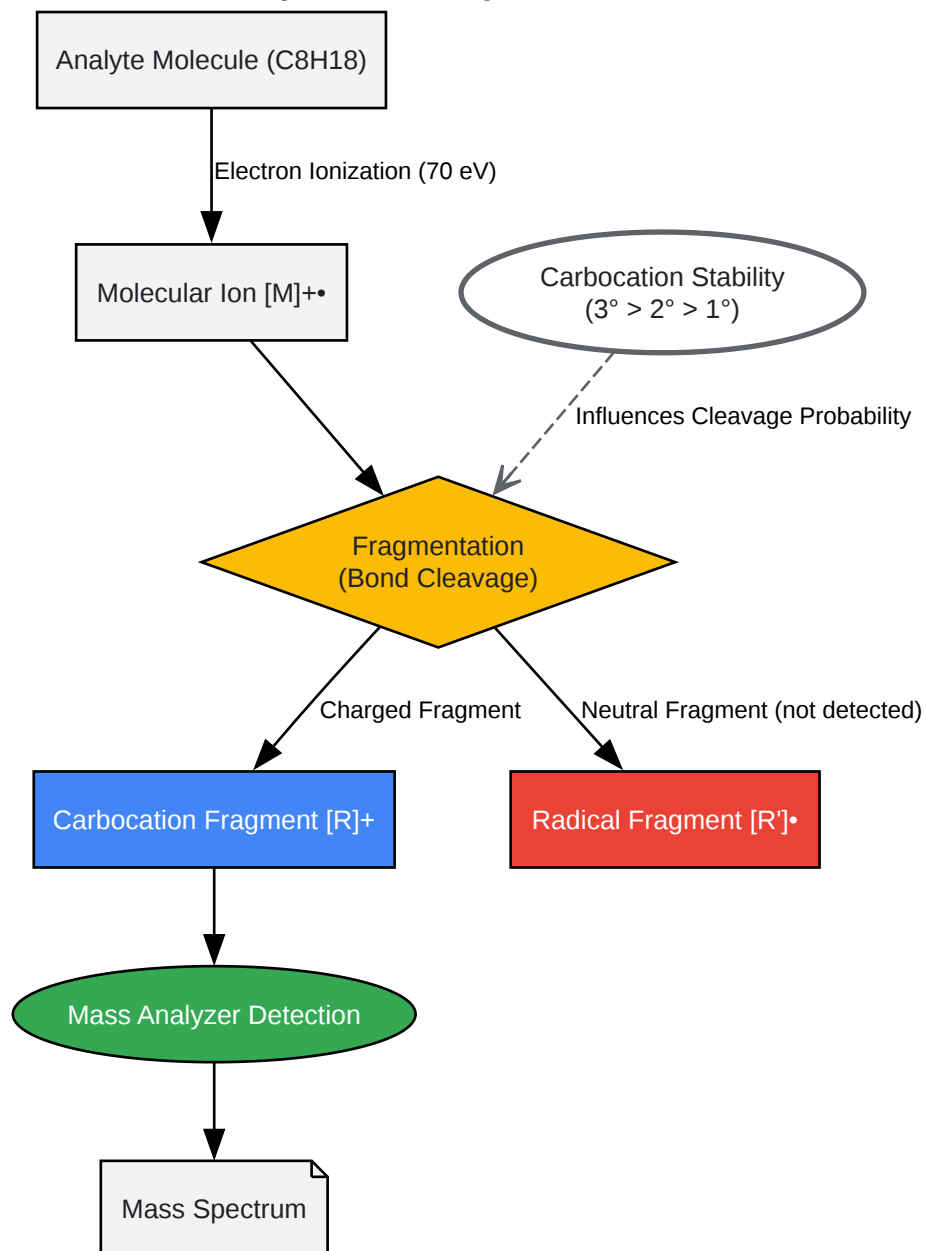 Analyte Molecule (C8H18)
Electron Ionization (70 eV)
Molecular Ion [M]+•
Carbocation Stability
(3° > 2° > 1°)
Influences Cleavage Probability
Fragmentation
(Bond Cleavage)
Charged Fragment
Neutral Fragment (not detected)
Carbocation Fragment [R]+
Radical Fragment [R']•
Mass Analyzer Detection
Mass Spectrum